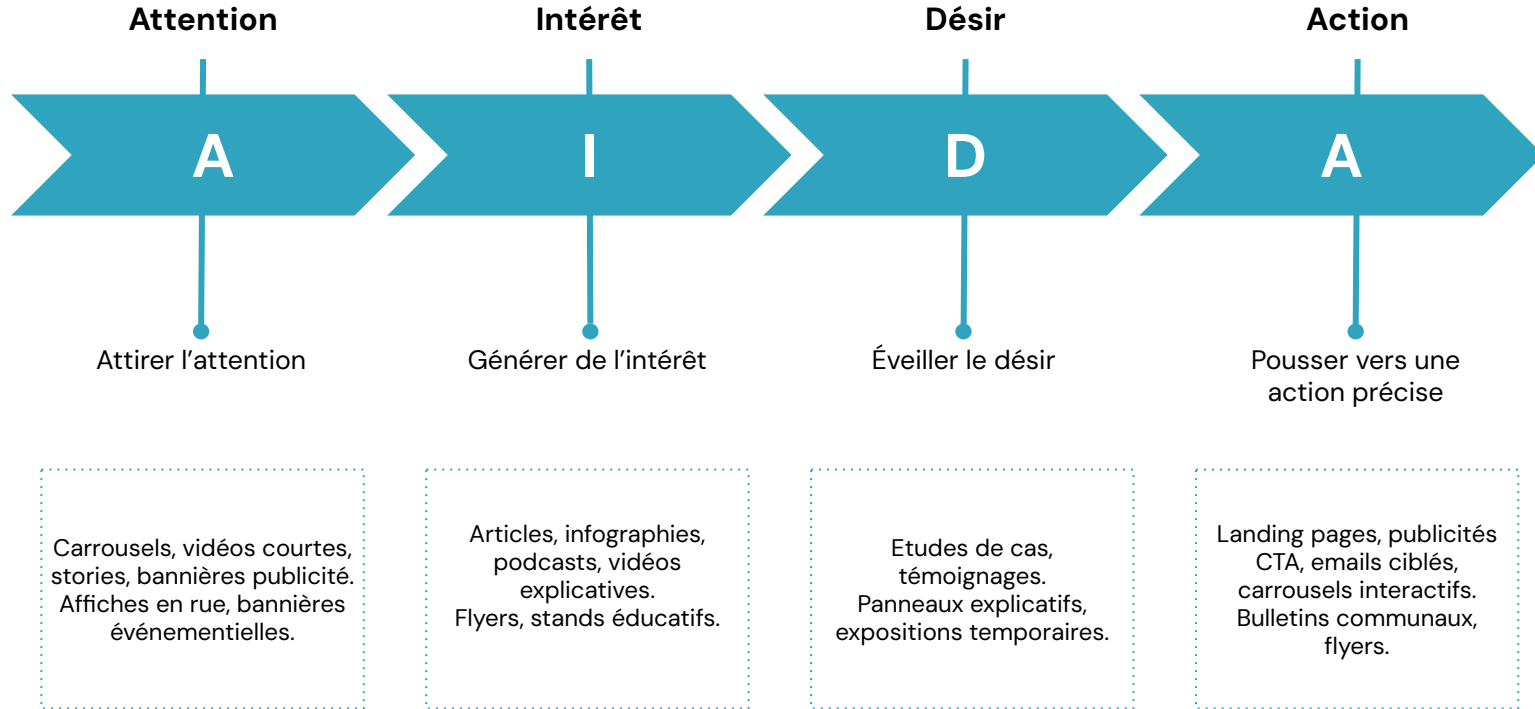 Attention
Intérêt
Désir
Action
A
I
D
A
Attirer l’attention
Générer de l’intérêt
Éveiller le désir
Pousser vers une
action précise
Carrousels, vidéos courtes,
stories, bannières publicité.
Affiches en rue, bannières
événementielles.
Articles, infographies,
podcasts, vidéos
explicatives.
Flyers, stands éducatifs.
Etudes de cas,
témoignages.
Panneaux explicatifs,
expositions temporaires.
Landing pages, publicités
CTA, emails ciblés,
carrousels interactifs.
Bulletins communaux,
flyers.